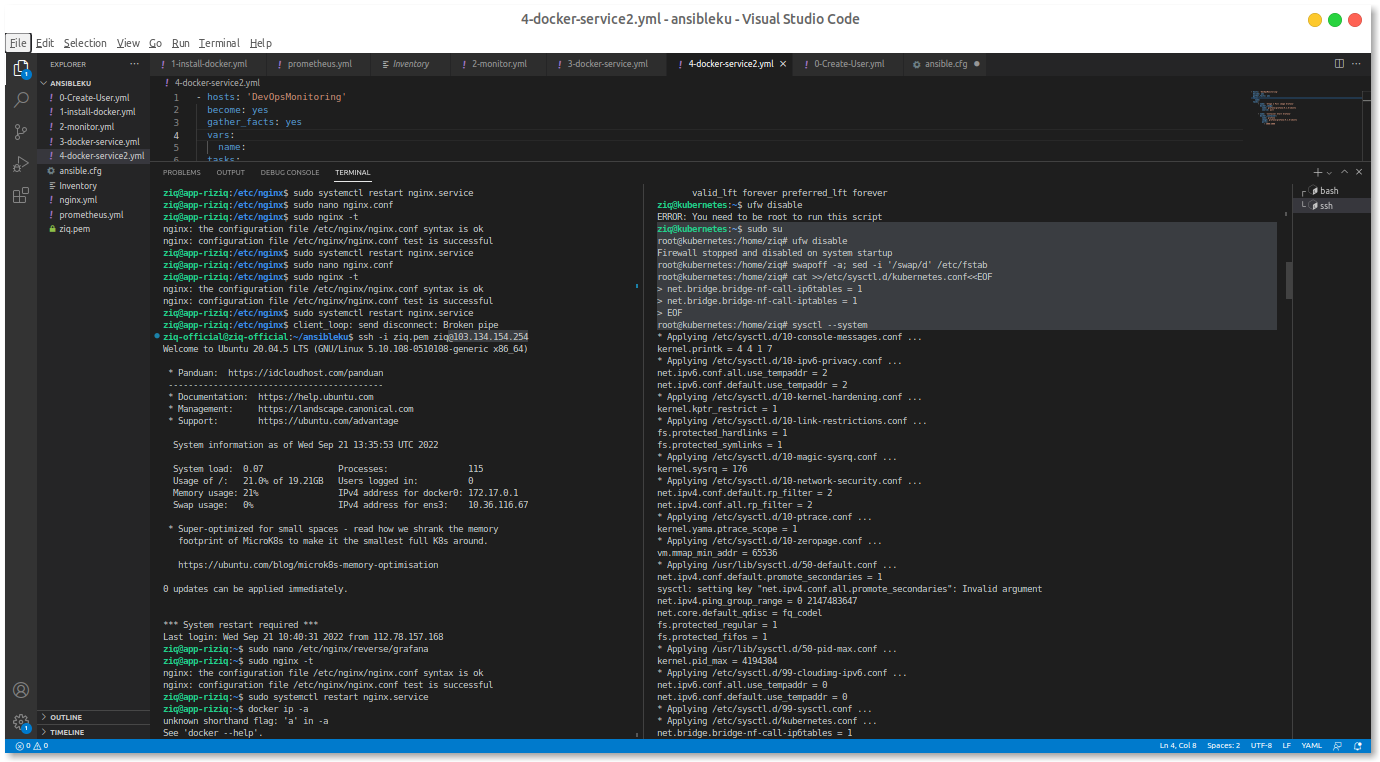 4-docker-service2.yml - ansibleku - Visual Studio Code
File Edit Selection View Go Run Terminal Help
EXPLORER ···
ANSIBLEKU
! 0-Create-User.yml
! 1-install-docker.yml
! 2-monitor.yml
! 3-docker-service.yml
! 4-docker-service2.yml
ansible.cfg
Inventory
! nginx.yml
! prometheus.yml
ziq.pem
OUTLINE
TIMELINE
! 1-install-docker.yml ! prometheus.yml Inventory ! 2-monitor.yml ! 3-docker-service.yml ! 4-docker-service2.yml × ! 0-Create-User.yml ansible.cfg ●
! 4-docker-service2.yml
1 - hosts: 'DevOpsMonitoring'
2 become: yes
3 gather_facts: yes
4 vars:
5 name:
6 tasks:
PROBLEMS OUTPUT DEBUG CONSOLE TERMINAL
ziq@app-riziq:/etc/nginx$ sudo systemctl restart nginx.service
ziq@app-riziq:/etc/nginx$ sudo nano nginx.conf
ziq@app-riziq:/etc/nginx$ sudo nginx -t
nginx: the configuration file /etc/nginx/nginx.conf syntax is ok
nginx: configuration file /etc/nginx/nginx.conf test is successful
ziq@app-riziq:/etc/nginx$ sudo systemctl restart nginx.service
ziq@app-riziq:/etc/nginx$ sudo nano nginx.conf
ziq@app-riziq:/etc/nginx$ sudo nginx -t
nginx: the configuration file /etc/nginx/nginx.conf syntax is ok
nginx: configuration file /etc/nginx/nginx.conf test is successful
ziq@app-riziq:/etc/nginx$ sudo systemctl restart nginx.service
ziq@app-riziq:/etc/nginx$ client_loop: send disconnect: Broken pipe
ziq-official@ziq-official:~/ansibleku$ ssh -i ziq.pem ziq@103.134.154.254
Welcome to Ubuntu 20.04.5 LTS (GNU/Linux 5.10.108-0510108-generic x86_64)
* Panduan: https://idcloudhost.com/panduan
-----------------------------------------
* Documentation: https://help.ubuntu.com
* Management: https://landscape.canonical.com
* Support: https://ubuntu.com/advantage
System information as of Wed Sep 21 13:35:53 UTC 2022
System load: 0.07 Processes: 115
Usage of /: 21.0% of 19.21GB Users logged in: 0
Memory usage: 21% IPv4 address for docker0: 172.17.0.1
Swap usage: 0% IPv4 address for ens3: 10.36.116.67
* Super-optimized for small spaces - read how we shrank the memory
footprint of MicroK8s to make it the smallest full K8s around.
https://ubuntu.com/blog/microk8s-memory-optimisation
0 updates can be applied immediately.
*** System restart required ***
Last login: Wed Sep 21 10:40:31 2022 from 112.78.157.168
ziq@app-riziq:~$ sudo nano /etc/nginx/reverse/grafana
ziq@app-riziq:~$ sudo nginx -t
nginx: the configuration file /etc/nginx/nginx.conf syntax is ok
nginx: configuration file /etc/nginx/nginx.conf test is successful
ziq@app-riziq:~$ sudo systemctl restart nginx.service
ziq@app-riziq:~$ docker ip -a
unknown shorthand flag: 'a' in -a
See 'docker --help'.
valid_lft forever preferred_lft forever
ziq@kubernetes:~$ ufw disable
ERROR: You need to be root to run this script
ziq@kubernetes:~$ sudo su
root@kubernetes:/home/ziq# ufw disable
Firewall stopped and disabled on system startup
root@kubernetes:/home/ziq# swapoff -a; sed -i '/swap/d' /etc/fstab
root@kubernetes:/home/ziq# cat >>/etc/sysctl.d/kubernetes.conf<<EOF
> net.bridge.bridge-nf-call-ip6tables = 1
> net.bridge.bridge-nf-call-iptables = 1
> EOF
root@kubernetes:/home/ziq# sysctl --system
* Applying /etc/sysctl.d/10-console-messages.conf ...
kernel.printk = 4 4 1 7
* Applying /etc/sysctl.d/10-ipv6-privacy.conf ...
net.ipv6.conf.all.use_tempaddr = 2
net.ipv6.conf.default.use_tempaddr = 2
* Applying /etc/sysctl.d/10-kernel-hardening.conf ...
kernel.kptr_restrict = 1
* Applying /etc/sysctl.d/10-link-restrictions.conf ...
fs.protected_hardlinks = 1
fs.protected_symlinks = 1
* Applying /etc/sysctl.d/10-magic-sysrq.conf ...
kernel.sysrq = 176
* Applying /etc/sysctl.d/10-network-security.conf ...
net.ipv4.conf.default.rp_filter = 2
net.ipv4.conf.all.rp_filter = 2
* Applying /etc/sysctl.d/10-ptrace.conf ...
kernel.yama.ptrace_scope = 1
* Applying /etc/sysctl.d/10-zeropage.conf ...
vm.mmap_min_addr = 65536
* Applying /usr/lib/sysctl.d/50-default.conf ...
net.ipv4.conf.default.promote_secondaries = 1
sysctl: setting key "net.ipv4.conf.all.promote_secondaries": Invalid argument
net.ipv4.ping_group_range = 0 2147483647
net.core.default_qdisc = fq_codel
fs.protected_regular = 1
fs.protected_fifos = 1
* Applying /usr/lib/sysctl.d/50-pid-max.conf ...
kernel.pid_max = 4194304
* Applying /etc/sysctl.d/99-cloudimg-ipv6.conf ...
net.ipv6.conf.all.use_tempaddr = 0
net.ipv6.conf.default.use_tempaddr = 0
* Applying /etc/sysctl.d/99-sysctl.conf ...
* Applying /etc/sysctl.d/kubernetes.conf ...
net.bridge.bridge-nf-call-ip6tables = 1
bash
ssh
0 0 Ln 4, Col 8 Spaces: 2 UTF-8 LF YAML